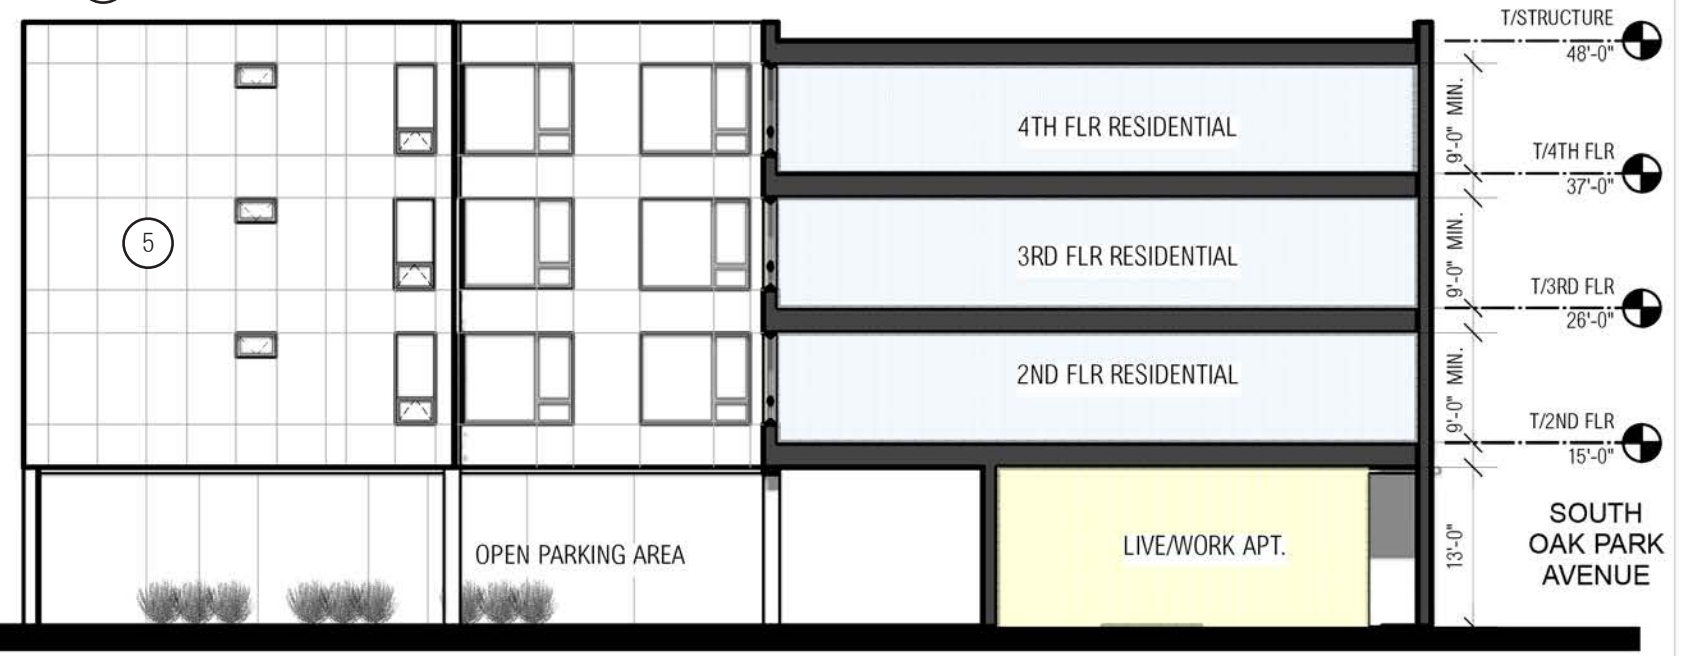 T/STRUCTURE
48'-0"
9'-0" MIN.
4TH FLR RESIDENTIAL
T/4TH FLR
37'-0"
5
9'-0" MIN.
3RD FLR RESIDENTIAL
T/3RD FLR
26'-0"
9'-0" MIN.
2ND FLR RESIDENTIAL
T/2ND FLR
15'-0"
OPEN PARKING AREA
LIVE/WORK APT.
13'-0"
SOUTH
OAK PARK
AVENUE